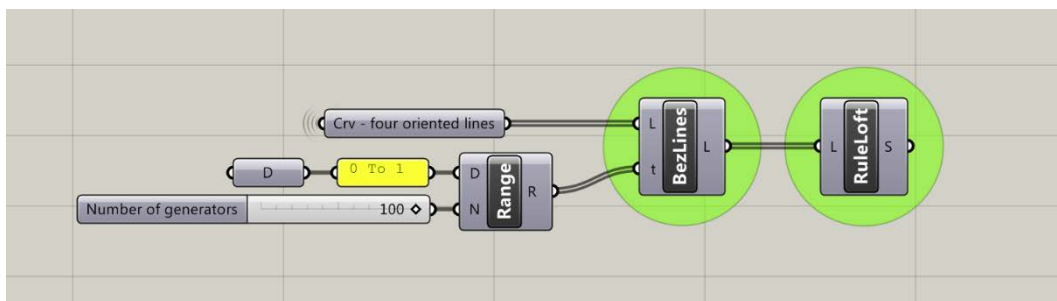 Crv - four oriented lines
L
t
BezLines
L
L
RuleLoft
S
D
0 To 1
D
N
Range
R
Number of generators
100